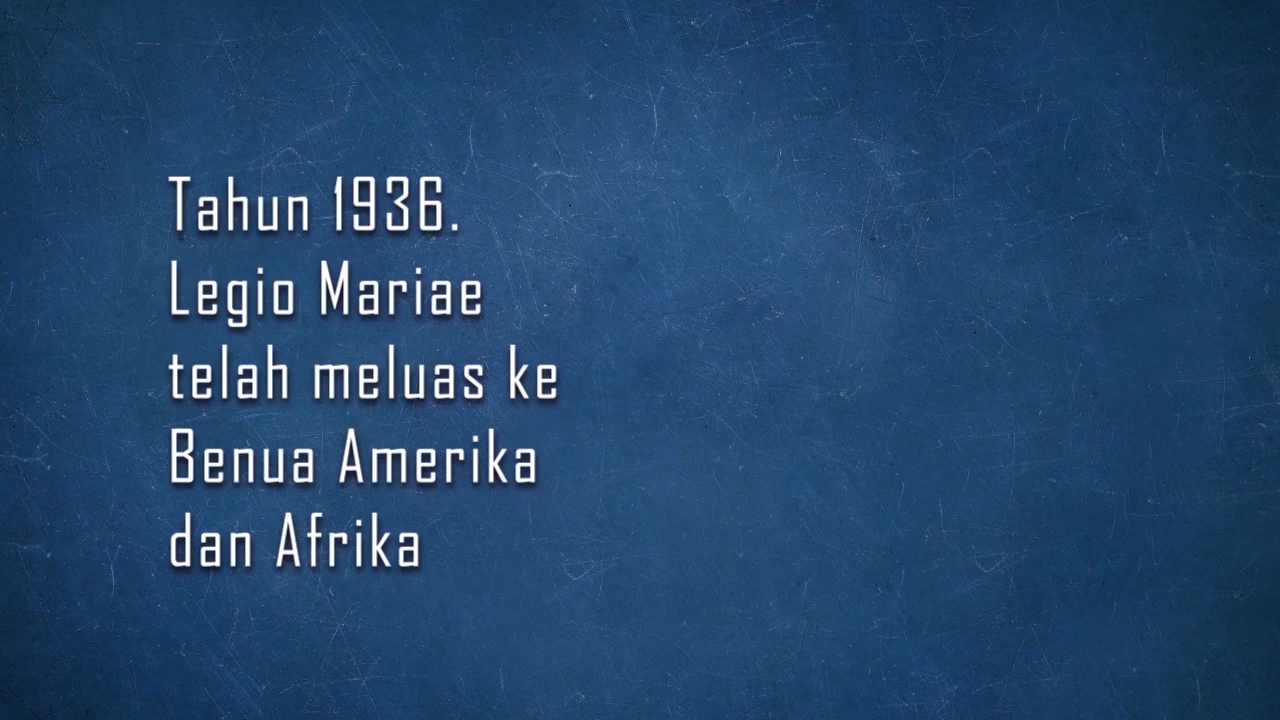 Tahun 1936.
Legio Mariae
telah meluas ke
Benua Amerika
dan Afrika